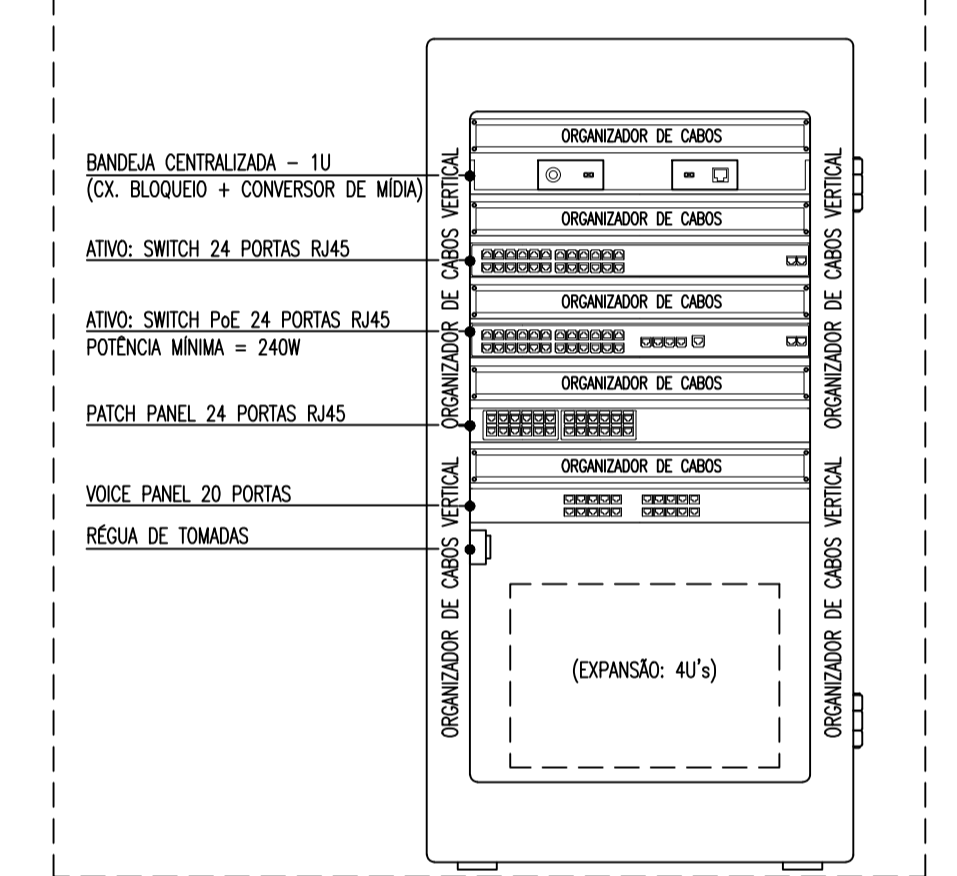 ORGANIZADOR DE CABOS
BANDEJA CENTRALIZADA – 1U
(CX. BLOQUEIO + CONVERSOR DE MÍDIA)
ORGANIZADOR DE CABOS
ATIVO: SWITCH 24 PORTAS RJ45
ORGANIZADOR DE CABOS
ATIVO: SWITCH PoE 24 PORTAS RJ45
POTÊNCIA MÍNIMA = 240W
ORGANIZADOR DE CABOS
PATCH PANEL 24 PORTAS RJ45
ORGANIZADOR DE CABOS
VOICE PANEL 20 PORTAS
RÉGUA DE TOMADAS
(EXPANSÃO: 4U's)
ORGANIZADOR DE CABOS VERTICAL
ORGANIZADOR DE CABOS VERTICAL
ORGANIZADOR DE CABOS VERTICAL
ORGANIZADOR DE CABOS VERTICAL